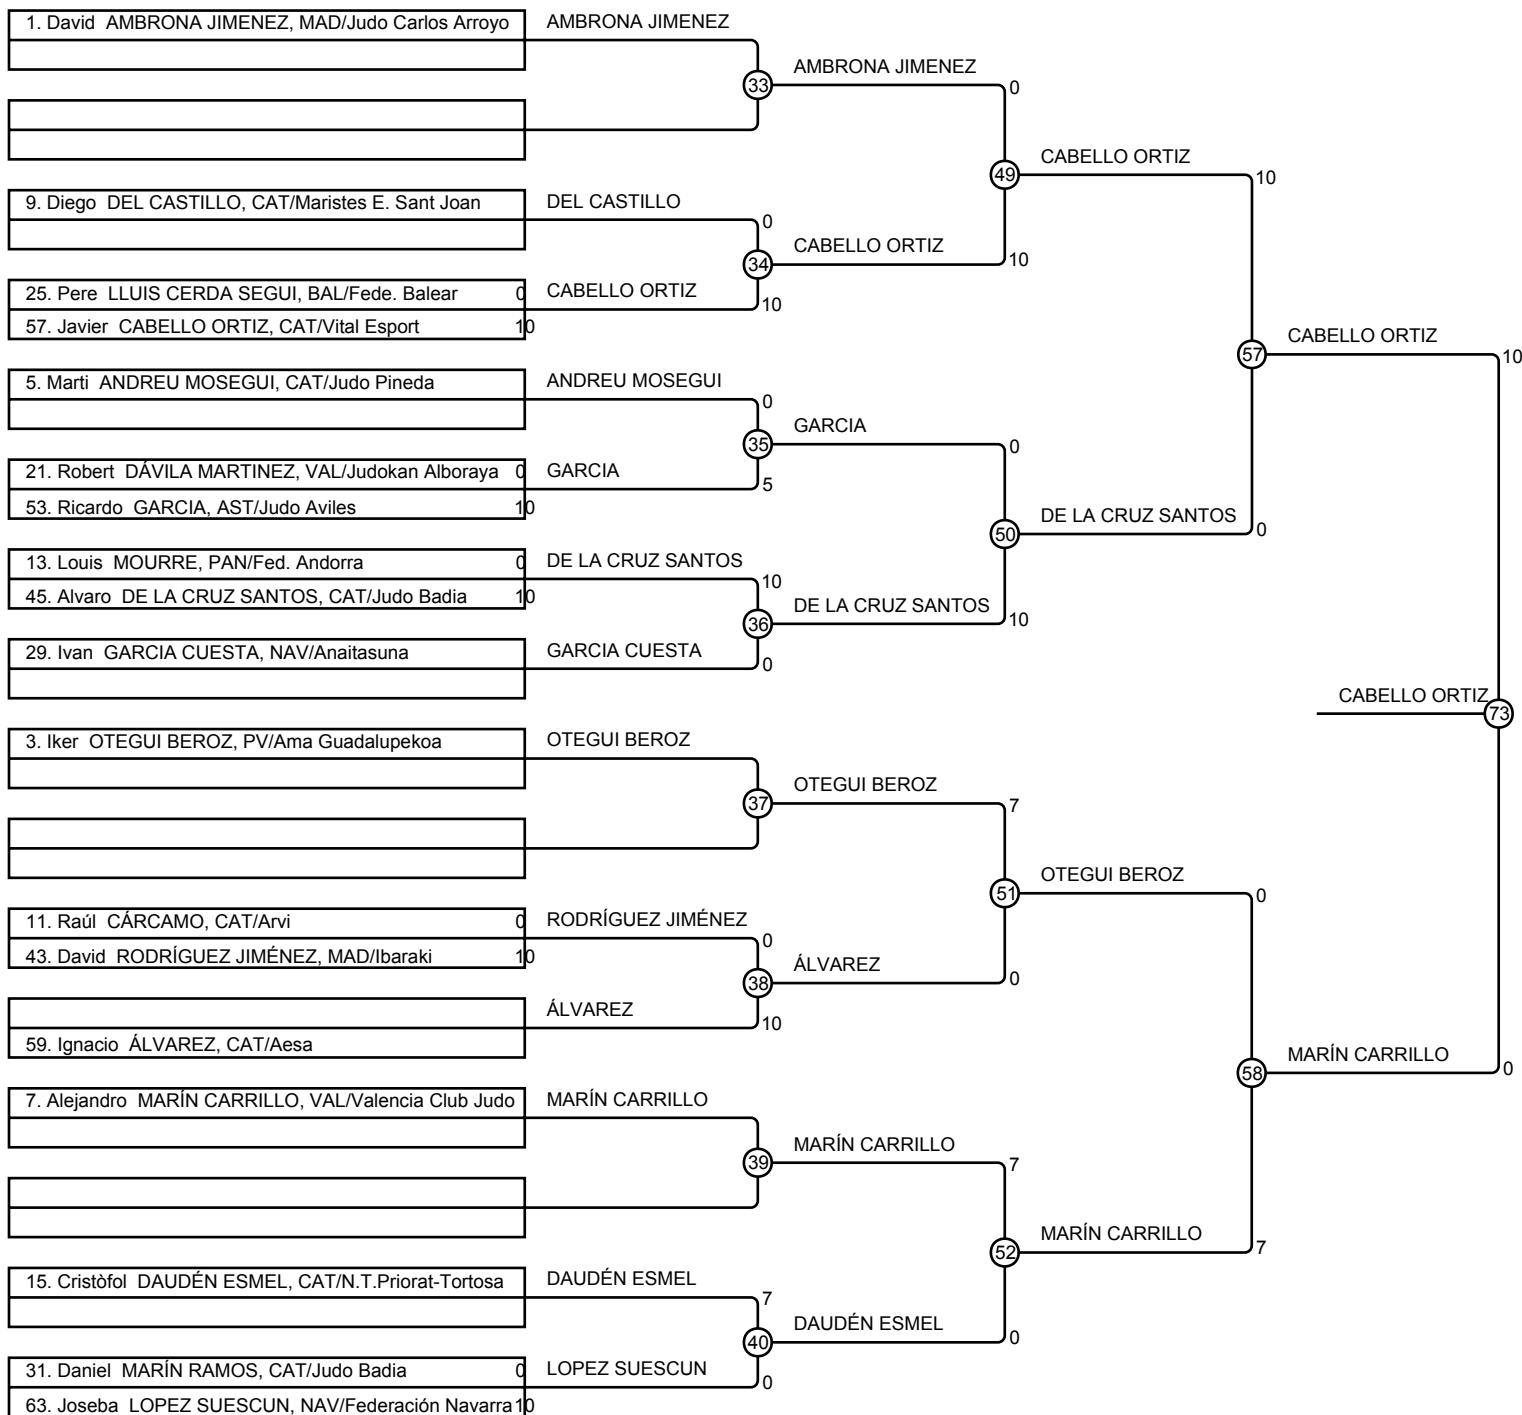 1. David  AMBRONA JIMENEZ, MAD/Judo Carlos Arroyo
AMBRONA JIMENEZ
33
AMBRONA JIMENEZ
0
9. Diego  DEL CASTILLO, CAT/Maristes E. Sant Joan
DEL CASTILLO
0
49
CABELLO ORTIZ
10
34
CABELLO ORTIZ
10
25. Pere  LLUIS CERDA SEGUI, BAL/Fede. Balear 0
CABELLO ORTIZ
10
57. Javier  CABELLO ORTIZ, CAT/Vital Esport 10
57
CABELLO ORTIZ
10
5. Marti  ANDREU MOSEGUI, CAT/Judo Pineda
ANDREU MOSEGUI
0
35
GARCIA
0
21. Robert  DÁVILA MARTINEZ, VAL/Judokan Alboraya 0
GARCIA
5
53. Ricardo  GARCIA, AST/Judo Aviles 10
50
DE LA CRUZ SANTOS
0
13. Louis  MOURRE, PAN/Fed. Andorra 0
DE LA CRUZ SANTOS
10
45. Alvaro  DE LA CRUZ SANTOS, CAT/Judo Badia 10
36
DE LA CRUZ SANTOS
10
29. Ivan  GARCIA CUESTA, NAV/Anaitasuna
GARCIA CUESTA
0
CABELLO ORTIZ
73
3. Iker  OTEGUI BEROZ, PV/Ama Guadalupekoa
OTEGUI BEROZ
37
OTEGUI BEROZ
7
51
OTEGUI BEROZ
0
11. Raúl  CÁRCAMO, CAT/Arvi 0
RODRÍGUEZ JIMÉNEZ
0
43. David  RODRÍGUEZ JIMÉNEZ, MAD/Ibaraki 10
38
ÁLVAREZ
0
ÁLVAREZ
10
59. Ignacio  ÁLVAREZ, CAT/Aesa
58
MARÍN CARRILLO
0
7. Alejandro  MARÍN CARRILLO, VAL/Valencia Club Judo
MARÍN CARRILLO
39
MARÍN CARRILLO
7
52
MARÍN CARRILLO
7
15. Cristòfol  DAUDÉN ESMEL, CAT/N.T.Priorat-Tortosa
DAUDÉN ESMEL
7
40
DAUDÉN ESMEL
0
31. Daniel  MARÍN RAMOS, CAT/Judo Badia 0
LOPEZ SUESCUN
0
63. Joseba  LOPEZ SUESCUN, NAV/Federación Navarra 10